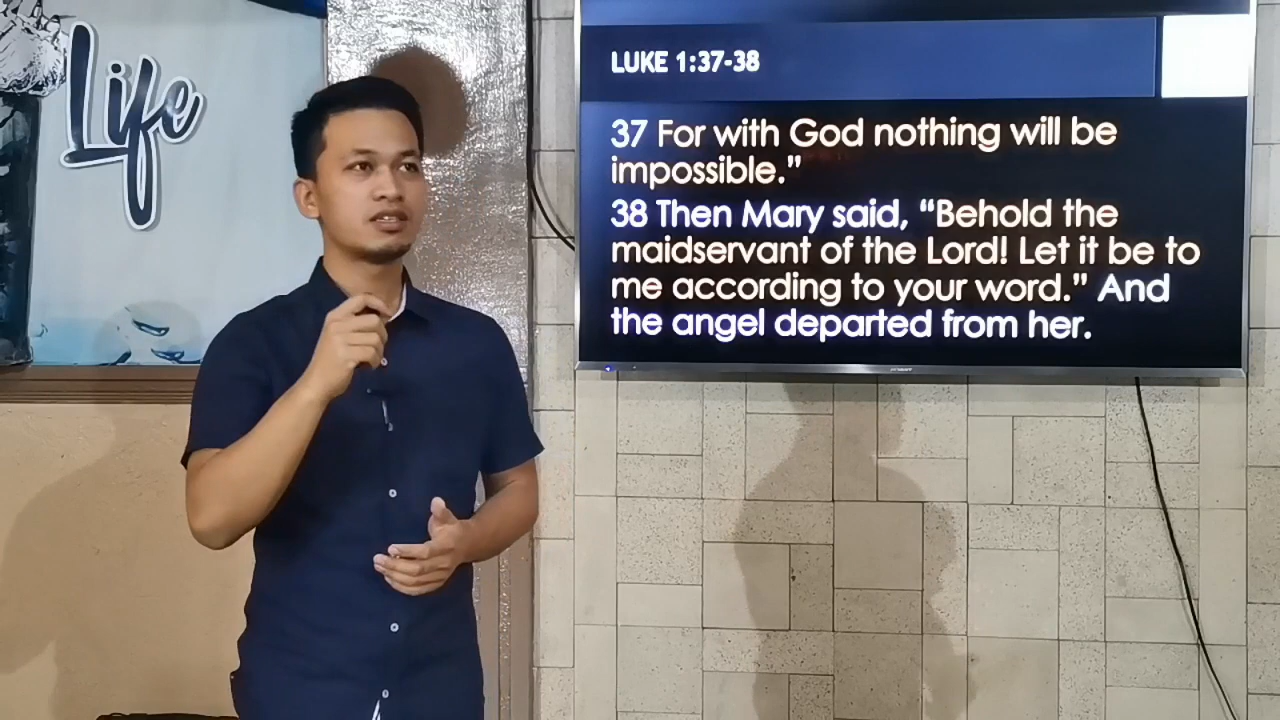 Life
LUKE 1:37-38
37 For with God nothing will be
impossible.”
38 Then Mary said, “Behold the
maidservant of the Lord! Let it be to
me according to your word.” And
the angel departed from her.